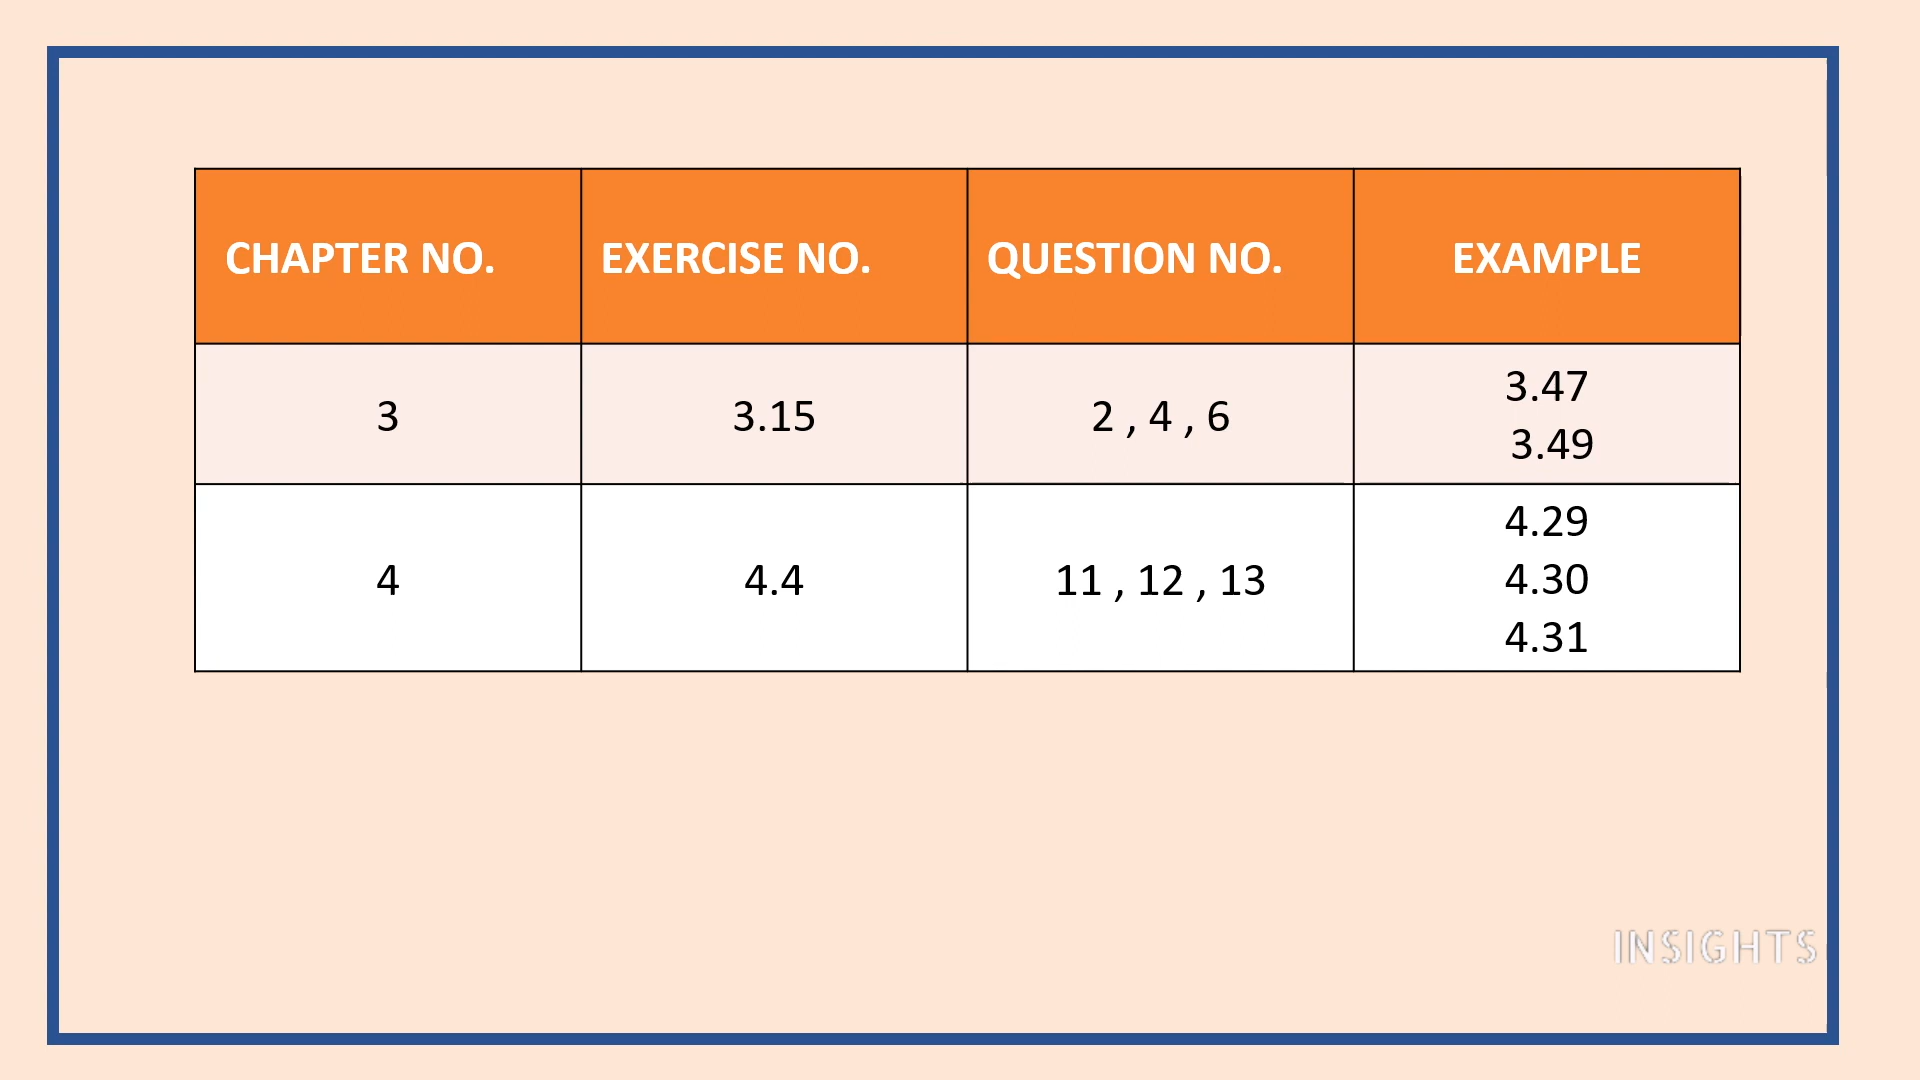 CHAPTER NO. EXERCISE NO. QUESTION NO. EXAMPLE
3 3.15 2 , 4 , 6 3.47
3.49
4 4.4 11 , 12 , 13 4.29
4.30
4.31
INSIGHTS